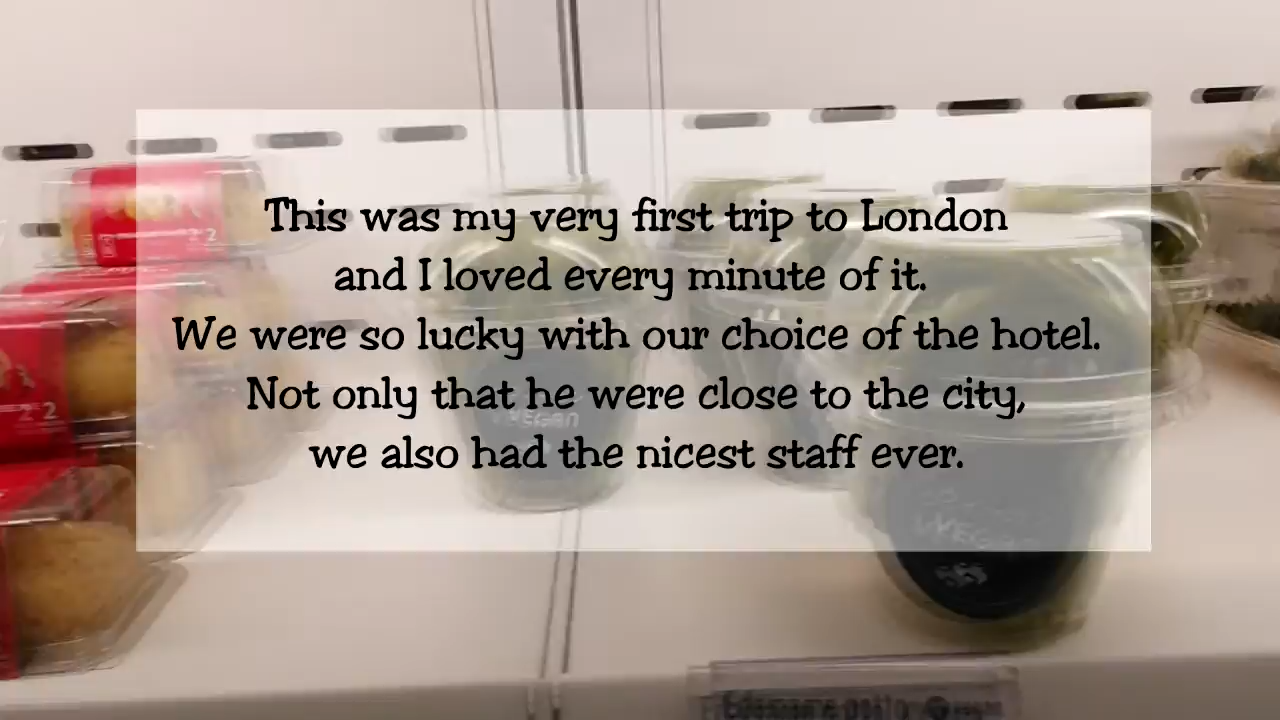 This was my very first trip to London
and I loved every minute of it.
We were so lucky with our choice of the hotel.
Not only that he were close to the city,
we also had the nicest staff ever.
VEGAN
VEGAN